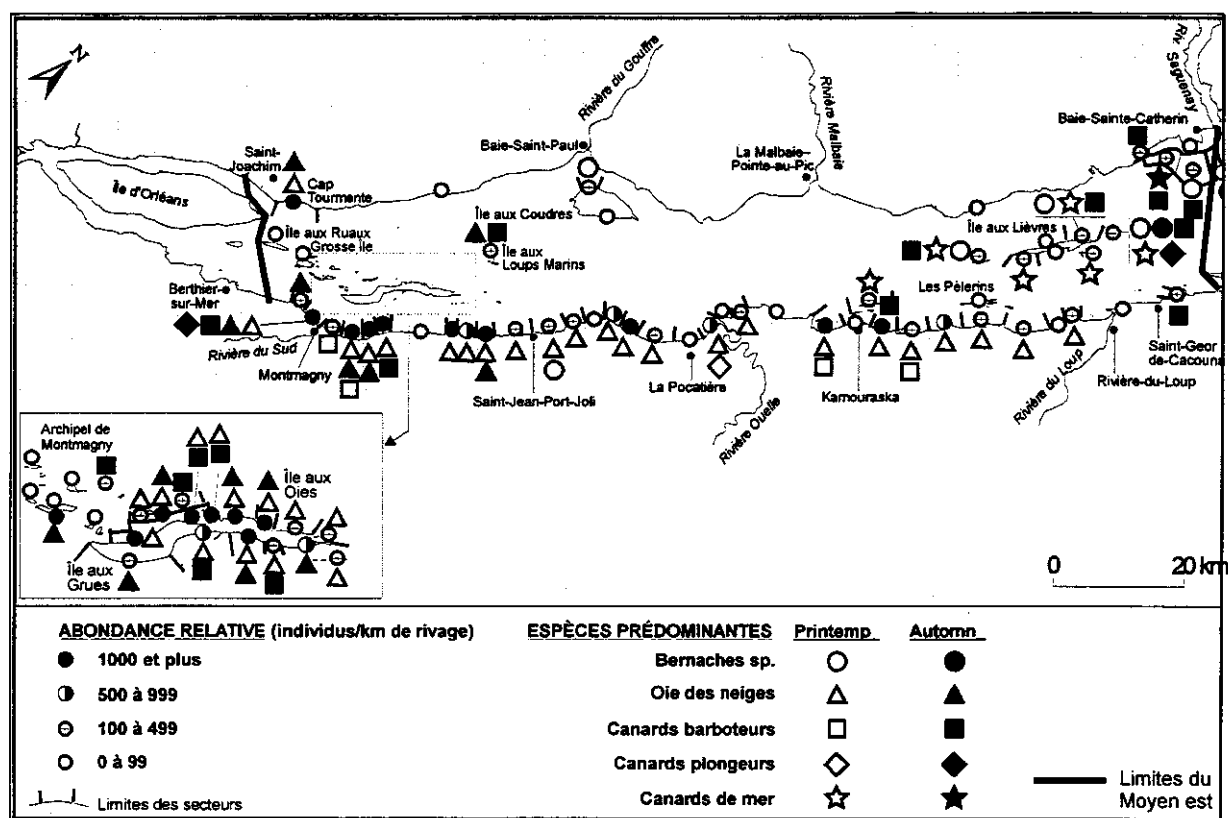 N
Rivière du Gouffre
Rivière Malbaie
Riv. Saguenay
Baie-Sainte-Catherin
Baie-Saint-Paul
La Malbaie–
Pointe-au-Pic
Saint-
Joachim
Cap
Tourmente
Île d'Orléans
Île aux Coudres
Île aux Lièvres
Île aux Ruaux
Grosse Île
Île aux
Loups Marins
Berthier-
sur-Mer
Les Pèlerins
Rivière du Sud
Montmagny
Saint-Jean-Port-Joli
La Pocatière
Rivière Ouelle
Kamouraska
Rivière du Loup
Rivière-du-Loup
Saint-Geor
de-Cacouna
Archipel de
Montmagny
Île aux
Oies
Île aux
Grues
0 20 km
ABONDANCE RELATIVE (individus/km de rivage)
1000 et plus
500 à 999
100 à 499
0 à 99
Limites des secteurs
ESPÈCES PRÉDOMINANTES Printemp Automn
Bernaches sp.
Oie des neiges
Canards barboteurs
Canards plongeurs
Canards de mer
Limites du
Moyen est